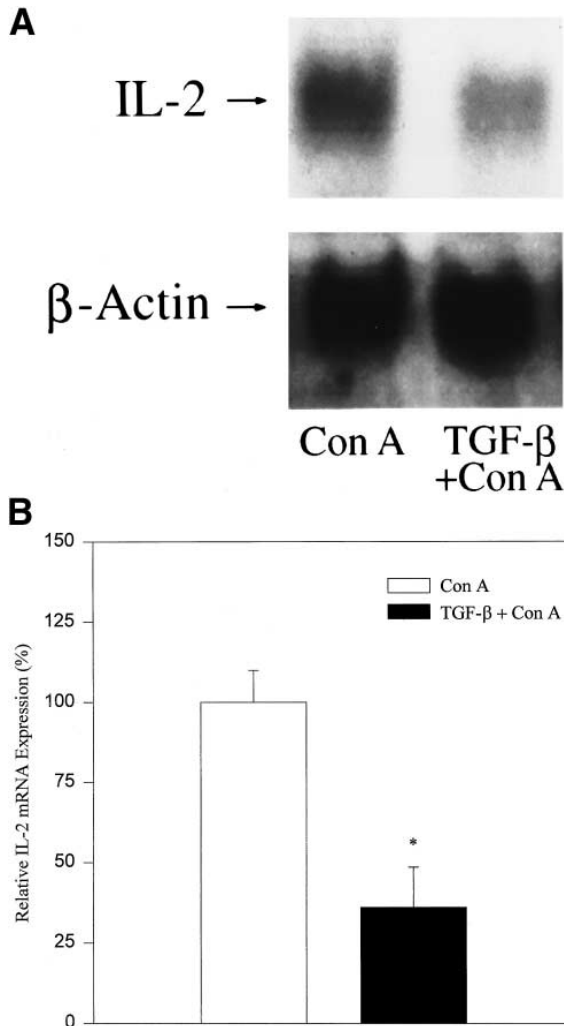 A
IL-2 →
β-Actin →
Con A TGF-β
+Con A
B
150
125
100
75
50
25
0
Relative IL-2 mRNA Expression (%)
Con A
TGF-β + Con A
*